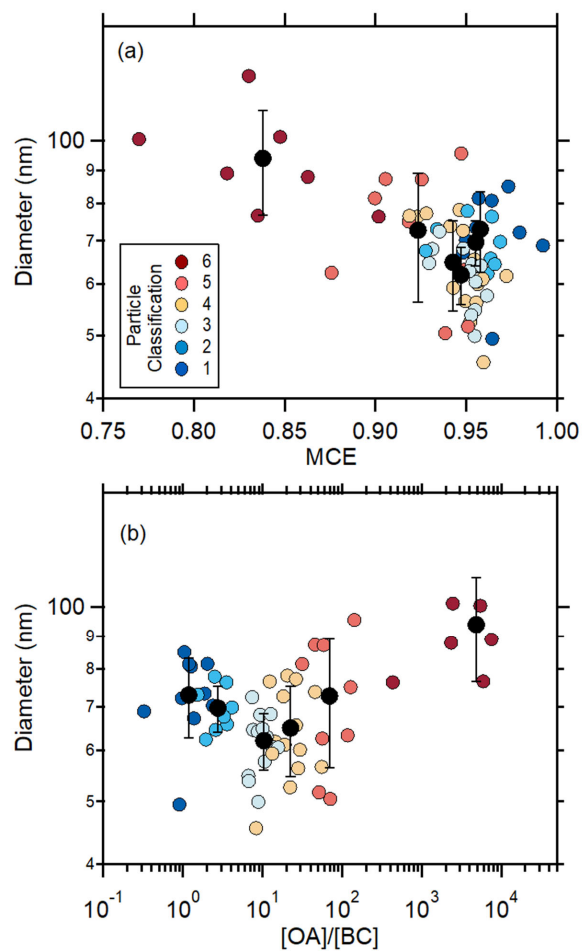 (a)
Diameter (nm)
100
9
8
7
6
5
4
Particle
Classification
6
5
4
3
2
1
0.75 0.80 0.85 0.90 0.95 1.00
MCE
(b)
Diameter (nm)
100
9
8
7
6
5
4
10⁻¹ 10⁰ 10¹ 10² 10³ 10⁴
[OA]/[BC]